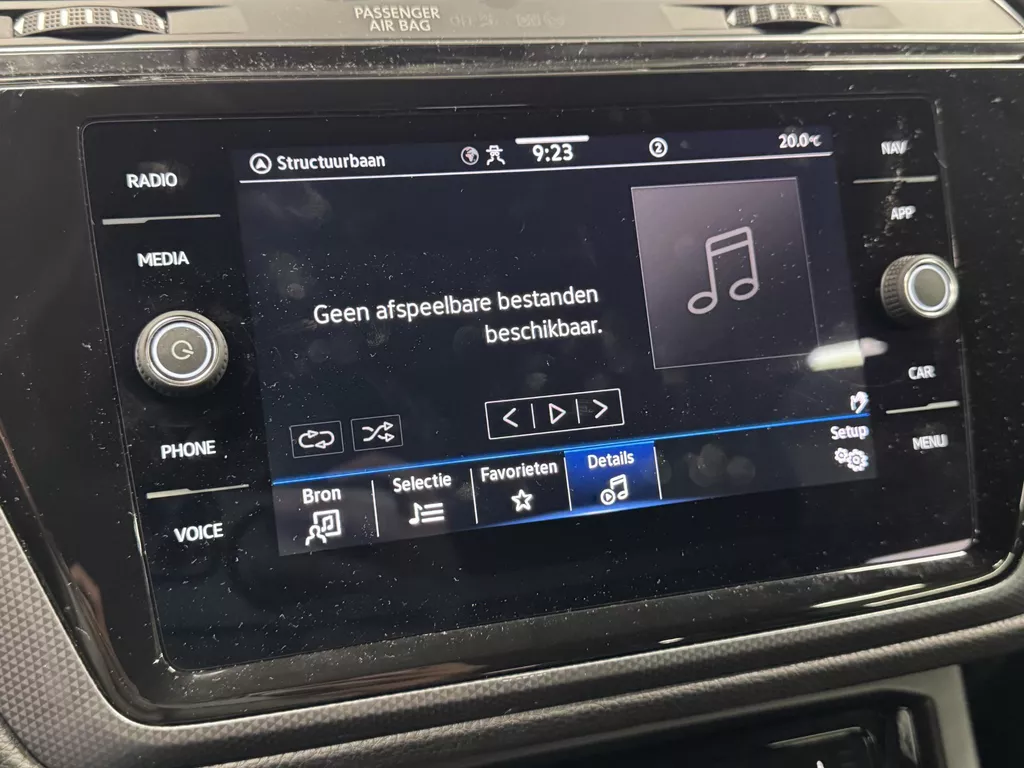 PASSENGER
AIR BAG
Structuurbaan
9:23
2
20.0°C
RADIO
MEDIA
PHONE
VOICE
NAV
APP
CAR
MENU
Geen afspeelbare bestanden
beschikbaar.
Bron
Selectie
Favorieten
Details
Setup